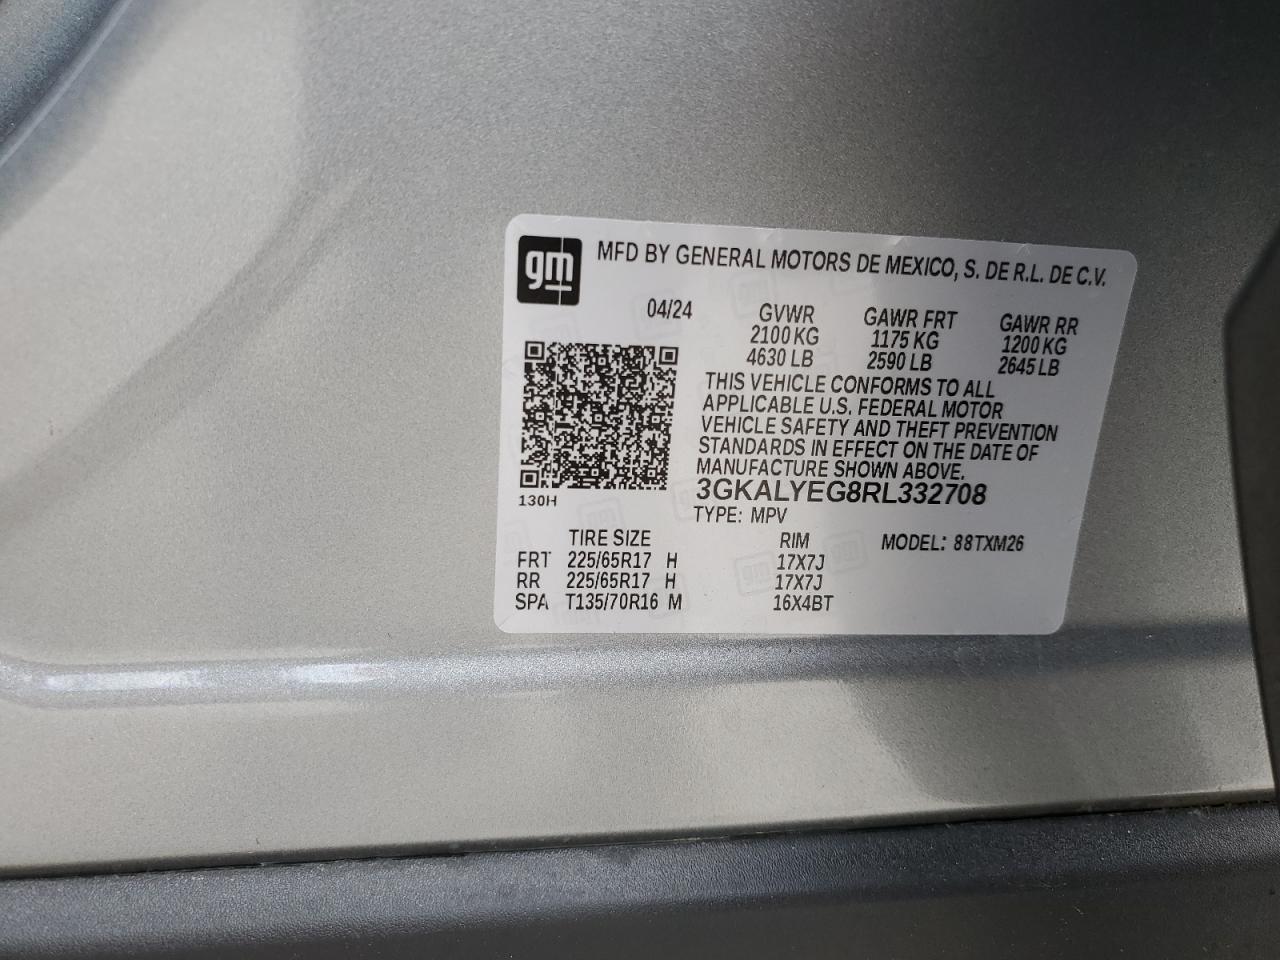 gm
MFD BY GENERAL MOTORS DE MEXICO, S. DE R.L. DE C.V.
04/24 GVWR GAWR FRT GAWR RR
2100 KG 1175 KG 1200 KG
4630 LB 2590 LB 2645 LB
THIS VEHICLE CONFORMS TO ALL
APPLICABLE U.S. FEDERAL MOTOR
VEHICLE SAFETY AND THEFT PREVENTION
STANDARDS IN EFFECT ON THE DATE OF
MANUFACTURE SHOWN ABOVE.
3GKALYEG8RL332708
130H
TYPE: MPV
TIRE SIZE RIM MODEL: 88TXM26
FRT 225/65R17 H 17X7J
RR 225/65R17 H 17X7J
SPA T135/70R16 M 16X4BT